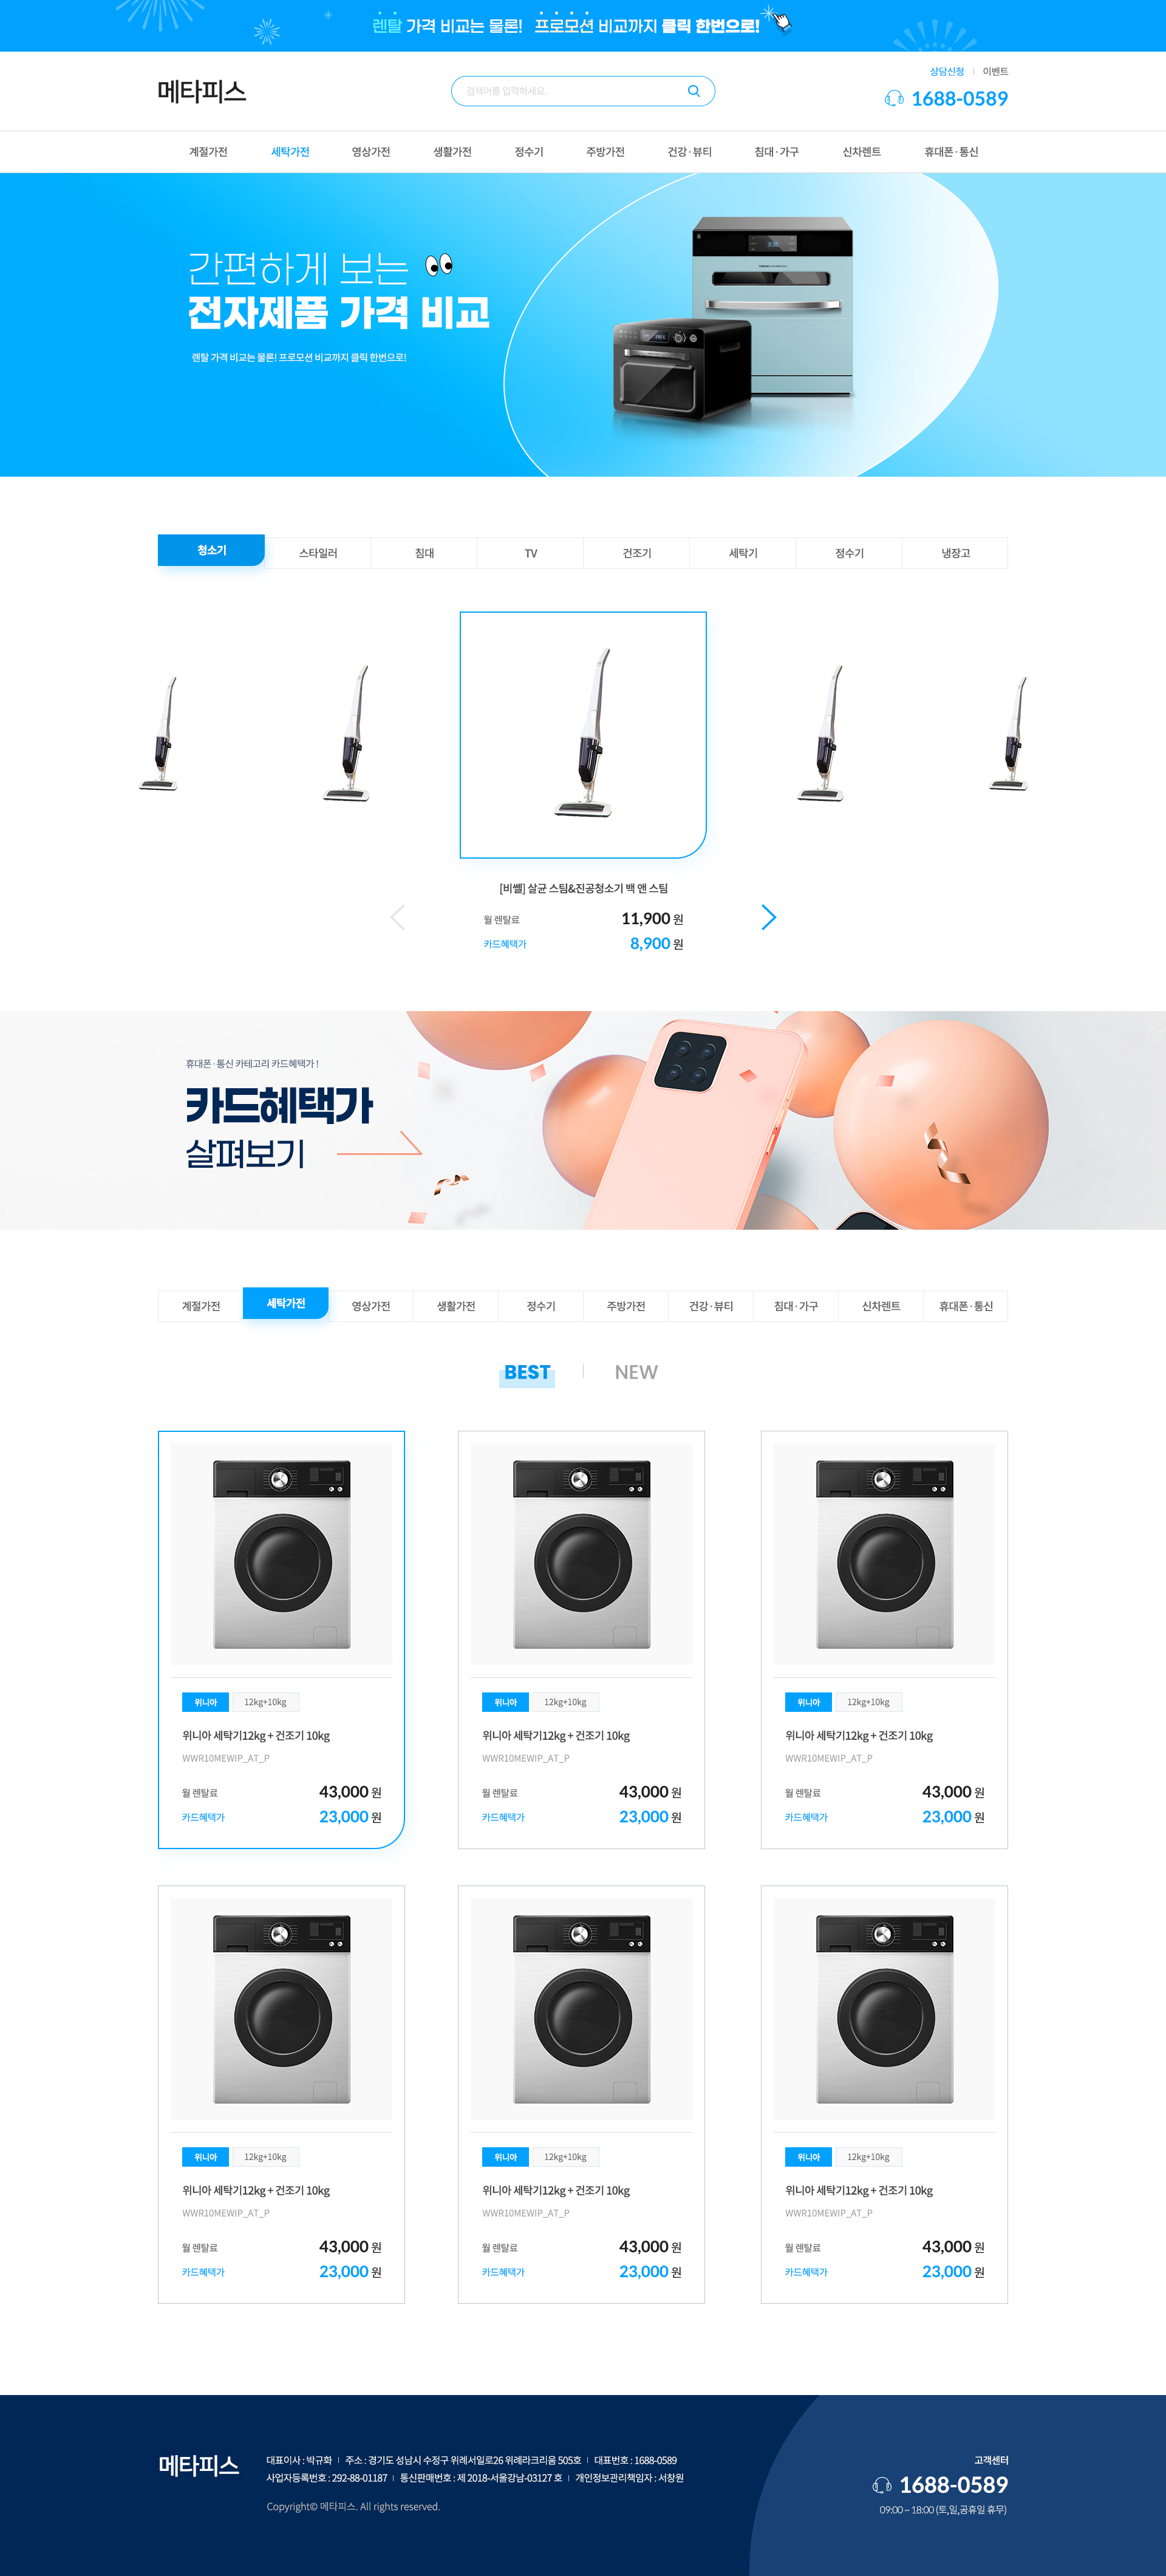 렌탈 가격 비교는 물론! 프로모션 비교까지 클릭 한번으로!
상담신청 이벤트
메타피스
검색어를 입력하세요.
1688-0589
계절가전 세탁가전 영상가전 생활가전 정수기 주방가전 건강·뷰티 침대·가구 신차렌트 휴대폰·통신
간편하게 보는
전자제품 가격 비교
렌탈 가격 비교는 물론! 프로모션 비교까지 클릭 한번으로!
청소기 스타일러 침대 TV 건조기 세탁기 정수기 냉장고
[비쎌] 살균 스팀&진공청소기 백 앤 스팀
월 렌탈료 11,900 원
카드혜택가 8,900 원
휴대폰·통신 카테고리 카드혜택가 !
카드혜택가
살펴보기
계절가전 세탁가전 영상가전 생활가전 정수기 주방가전 건강·뷰티 침대·가구 신차렌트 휴대폰·통신
BEST NEW
위니아 12kg+10kg
위니아 세탁기12kg + 건조기 10kg
WWR10MEWIP_AT_P
월 렌탈료 43,000 원
카드혜택가 23,000 원
위니아 12kg+10kg
위니아 세탁기12kg + 건조기 10kg
WWR10MEWIP_AT_P
월 렌탈료 43,000 원
카드혜택가 23,000 원
위니아 12kg+10kg
위니아 세탁기12kg + 건조기 10kg
WWR10MEWIP_AT_P
월 렌탈료 43,000 원
카드혜택가 23,000 원
위니아 12kg+10kg
위니아 세탁기12kg + 건조기 10kg
WWR10MEWIP_AT_P
월 렌탈료 43,000 원
카드혜택가 23,000 원
위니아 12kg+10kg
위니아 세탁기12kg + 건조기 10kg
WWR10MEWIP_AT_P
월 렌탈료 43,000 원
카드혜택가 23,000 원
위니아 12kg+10kg
위니아 세탁기12kg + 건조기 10kg
WWR10MEWIP_AT_P
월 렌탈료 43,000 원
카드혜택가 23,000 원
메타피스
대표이사 : 박규화 | 주소 : 경기도 성남시 수정구 위례서일로26 위례라크리움 505호 | 대표번호 : 1688-0589
사업자등록번호 : 292-88-01187 | 통신판매번호 : 제 2018-서울강남-03127 호 | 개인정보관리책임자 : 서창원
Copyright© 메타피스. All rights reserved.
고객센터
1688-0589
09:00 ~ 18:00 (토,일,공휴일 휴무)